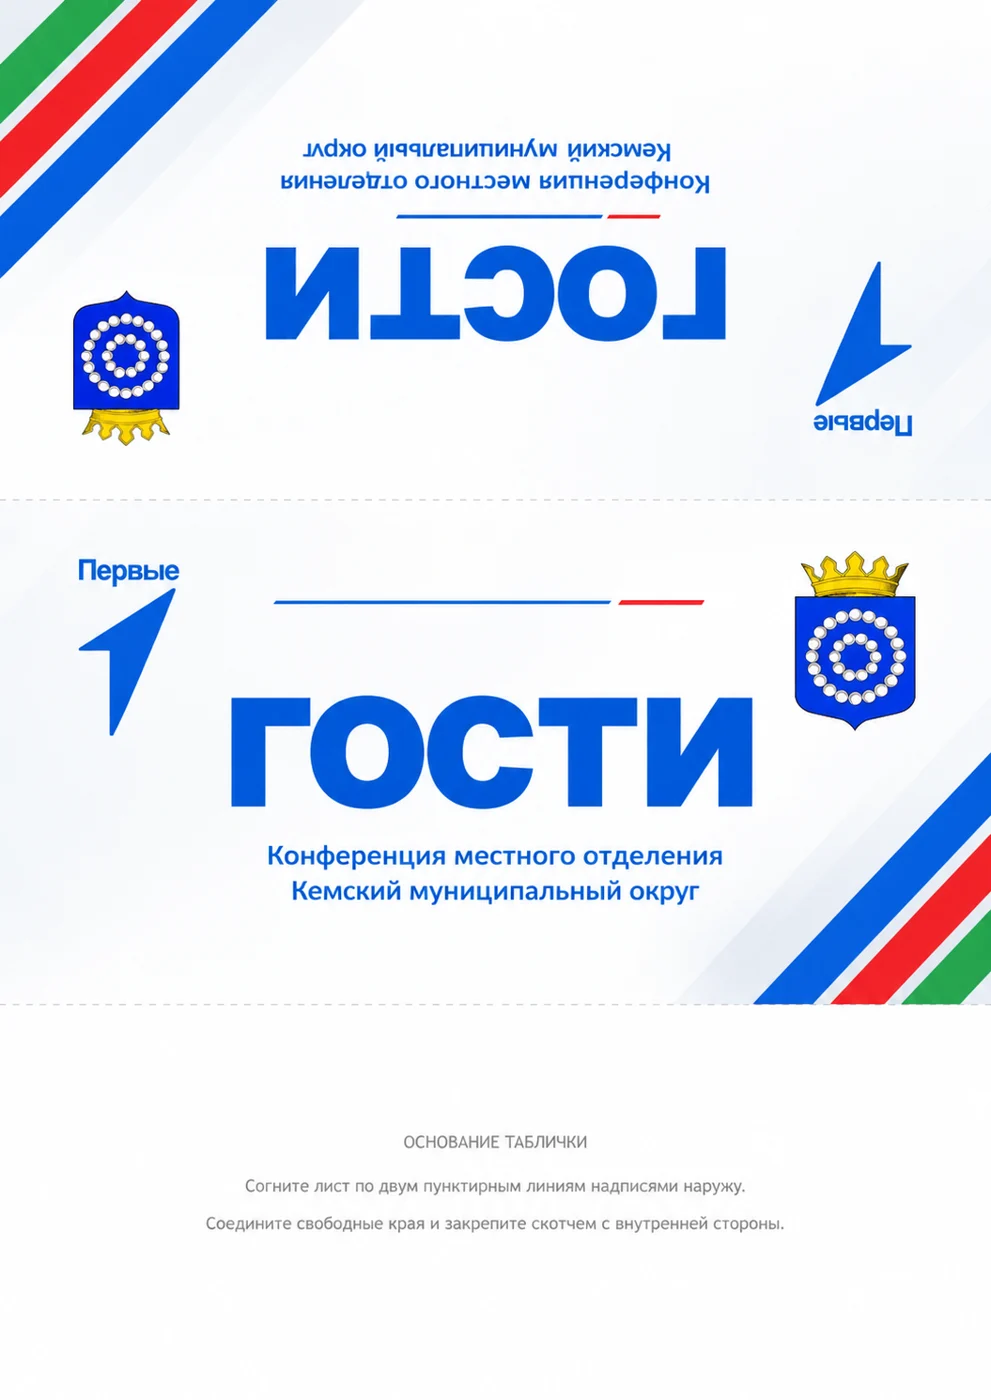 Кемский муниципальный округ
Конференция местного отделения
ГОСТИ
Первые
Первые
ГОСТИ
Конференция местного отделения
Кемский муниципальный округ
ОСНОВАНИЕ ТАБЛИЧКИ
Согните лист по двум пунктирным линиям надписями наружу.
Соедините свободные края и закрепите скотчем с внутренней стороны.